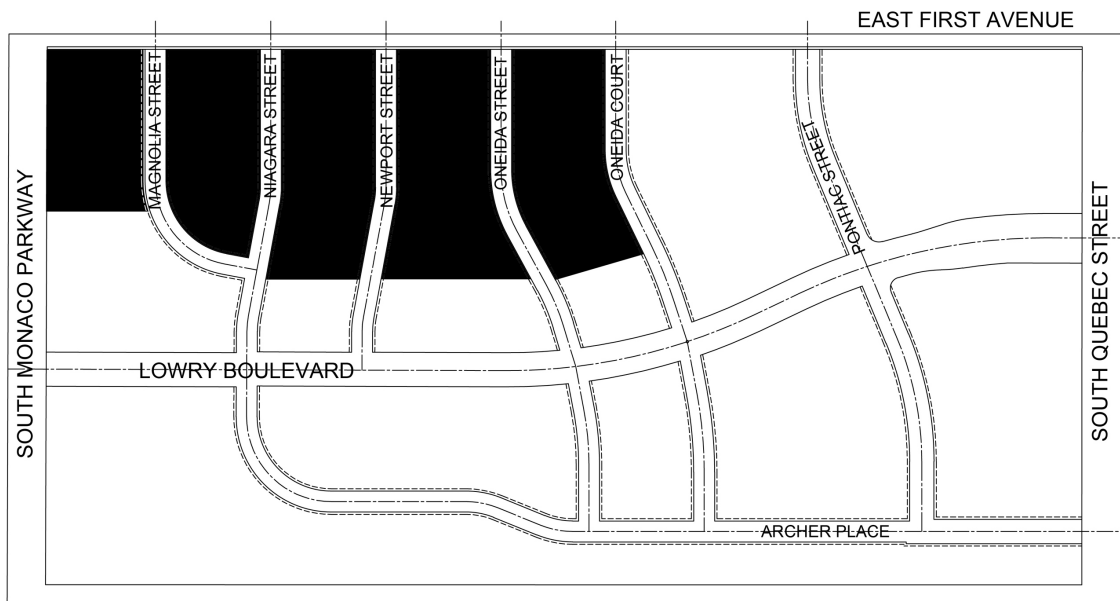 EAST FIRST AVENUE
MAGNOLIA STREET
NIAGARA STREET
NEWPORT STREET
ONEIDA STREET
ONEIDA COURT
PONTIAC STREET
SOUTH MONACO PARKWAY
SOUTH QUEBEC STREET
LOWRY BOULEVARD
ARCHER PLACE